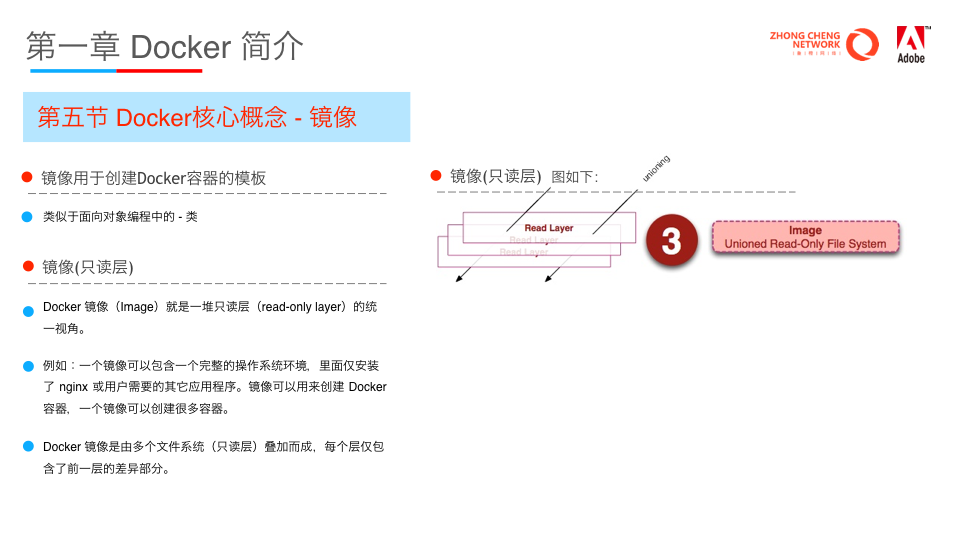 第一章 Docker 简介
ZHONG CHENG
NETWORK
Adobe
第五节 Docker核心概念 - 镜像
镜像用于创建Docker容器的模板
类似于面向对象编程中的 - 类
镜像(只读层)
Docker 镜像（Image）就是一堆只读层（read-only layer）的统
一视角。
例如：一个镜像可以包含一个完整的操作系统环境，里面仅安装
了 nginx 或用户需要的其它应用程序。镜像可以用来创建 Docker
容器，一个镜像可以创建很多容器。
Docker 镜像是由多个文件系统（只读层）叠加而成，每个层仅包
含了前一层的差异部分。
镜像(只读层) 图如下：
unioning
Read Layer
Read Layer
Read Layer
3
Image
Unioned Read-Only File System